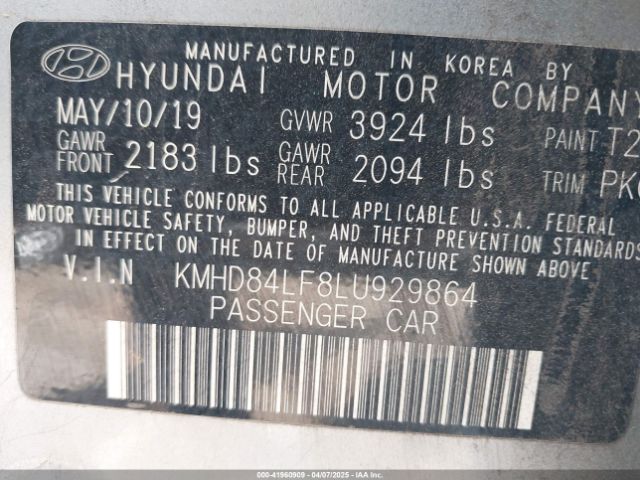 MANUFACTURED IN KOREA BY
HYUNDAI MOTOR COMPANY
MAY/10/19 GVWR 3924 lbs PAINT T2
GAWR FRONT 2183 lbs GAWR REAR 2094 lbs TRIM PK
THIS VEHICLE CONFORMS TO ALL APPLICABLE U.S.A. FEDERAL
MOTOR VEHICLE SAFETY, BUMPER, AND THEFT PREVENTION STANDARDS
IN EFFECT ON THE DATE OF MANUFACTURE SHOWN ABOVE.
V.I.N KMHD84LF8LU929864
PASSENGER CAR
000-41960909 04/07/2025 IAA INC